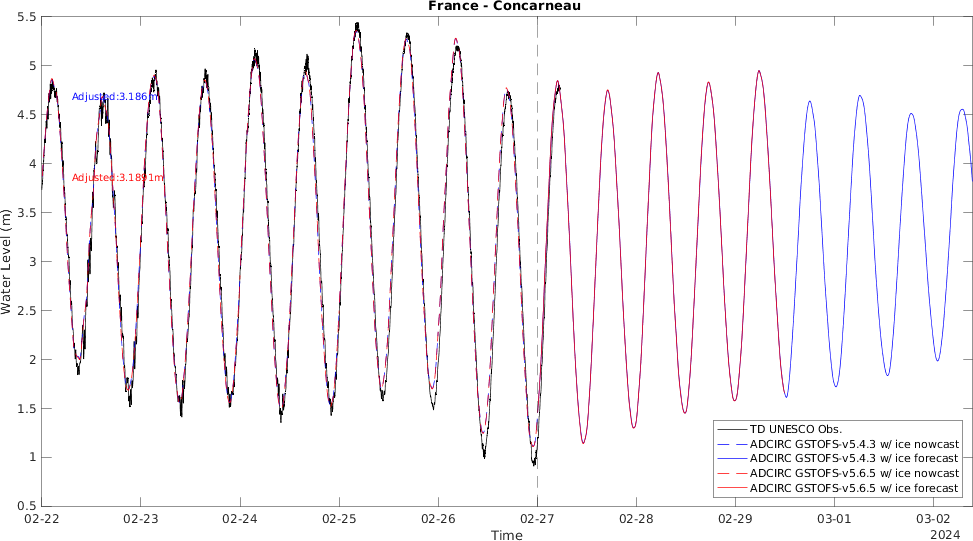 France - Concarneau
5.5
5
4.5
4
3.5
3
2.5
2
1.5
1
0.5
Water Level (m)
Adjusted:3.186m
Adjusted:3.1891m
TD UNESCO Obs.
ADCIRC GSTOFS-v5.4.3 w/ ice nowcast
ADCIRC GSTOFS-v5.4.3 w/ ice forecast
ADCIRC GSTOFS-v5.6.5 w/ ice nowcast
ADCIRC GSTOFS-v5.6.5 w/ ice forecast
02-22 02-23 02-24 02-25 02-26 02-27 02-28 02-29 03-01 03-02
Time
2024